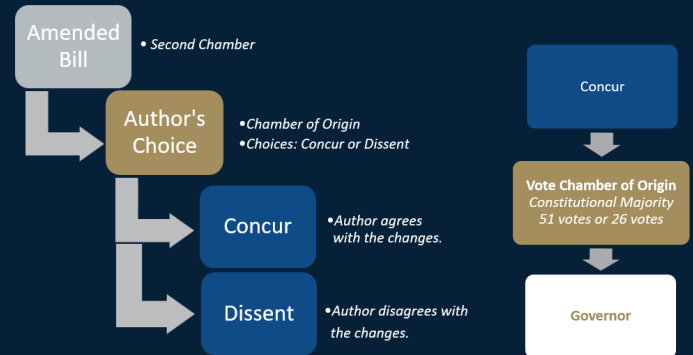 Amended
Bill
• Second Chamber
Author's
Choice
•Chamber of Origin
•Choices: Concur or Dissent
Concur
•Author agrees
with the changes.
Dissent
•Author disagrees with
the changes.
Concur
Vote Chamber of Origin
Constitutional Majority
51 votes or 26 votes
Governor